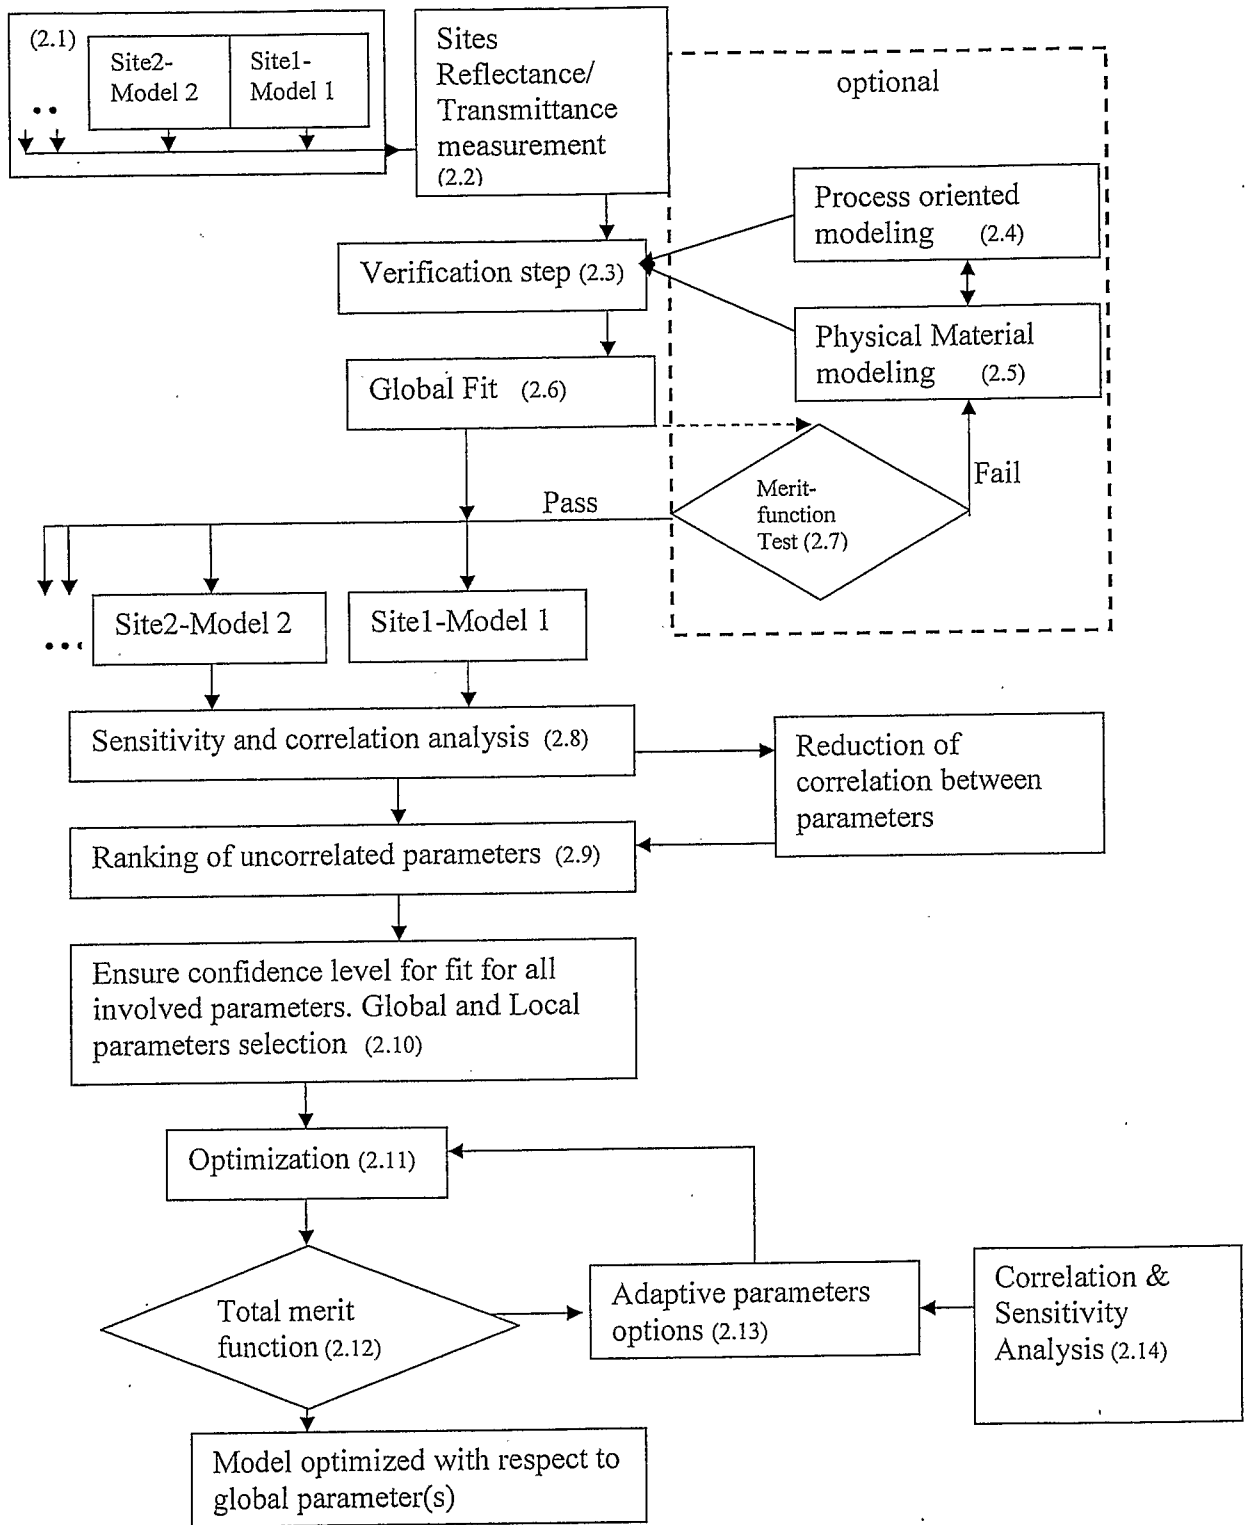 (2.1)
Site2-
Model 2
Site1-
Model 1
Sites
Reflectance/
Transmittance
measurement
(2.2)
optional
Process oriented
modeling (2.4)
Verification step (2.3)
Physical Material
modeling (2.5)
Global Fit (2.6)
Merit-
function
Test (2.7)
Fail
Pass
Site2-Model 2
Site1-Model 1
Sensitivity and correlation analysis (2.8)
Reduction of
correlation between
parameters
Ranking of uncorrelated parameters (2.9)
Ensure confidence level for fit for all
involved parameters. Global and Local
parameters selection (2.10)
Optimization (2.11)
Total merit
function (2.12)
Adaptive parameters
options (2.13)
Correlation &
Sensitivity
Analysis (2.14)
Model optimized with respect to
global parameter(s)